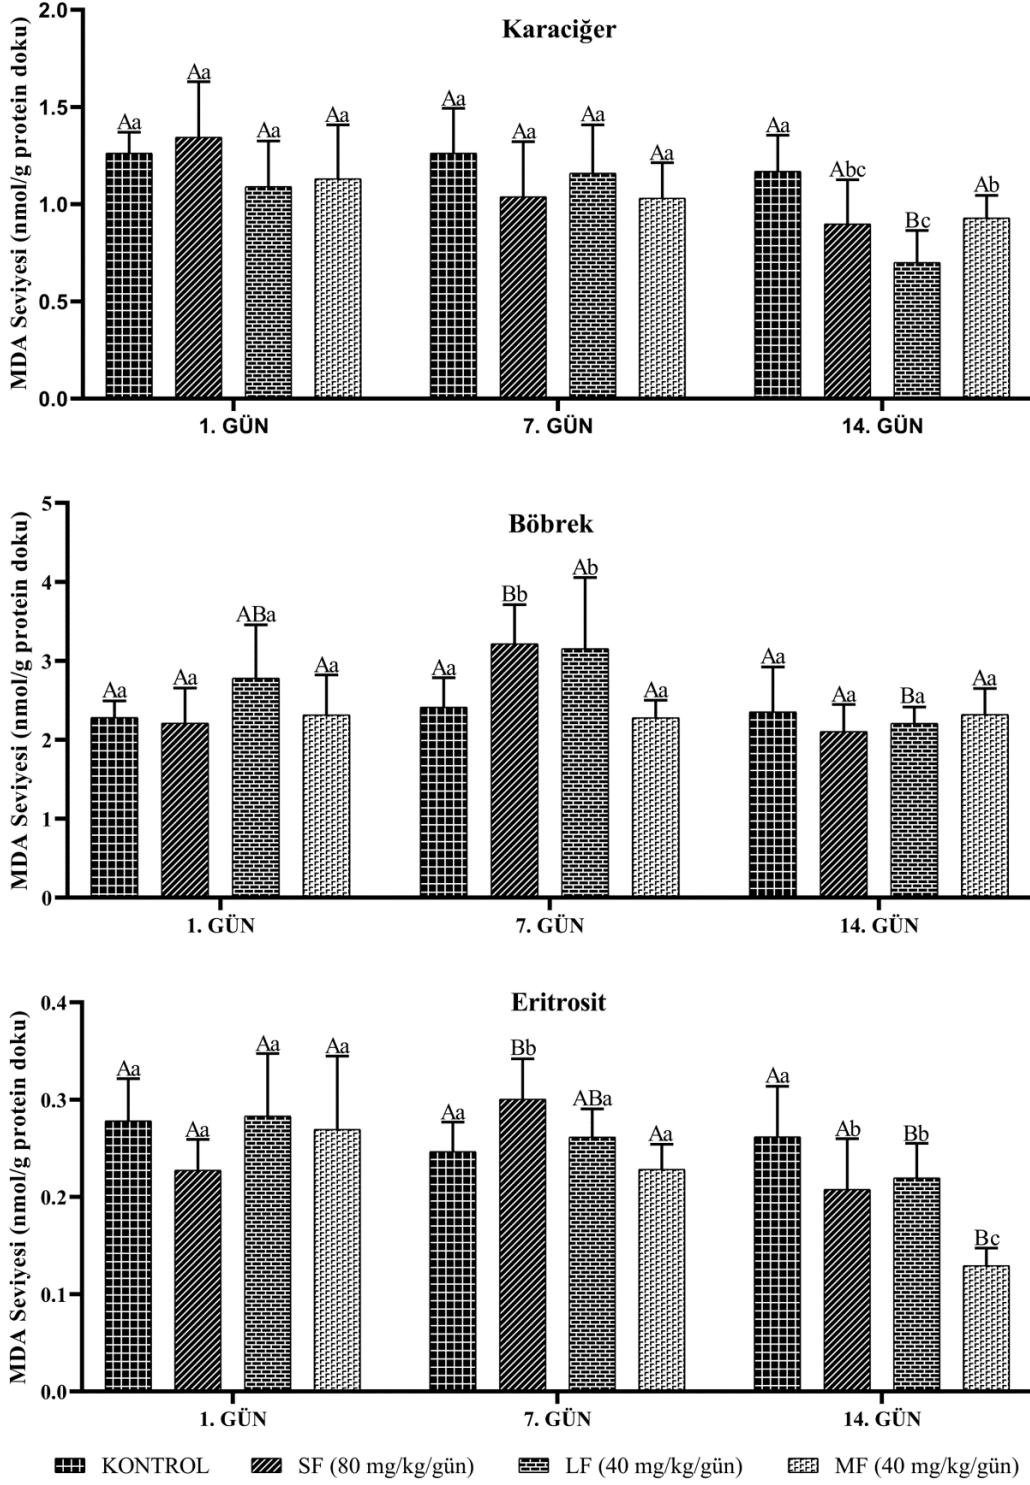 Karaciğer
MDA Seviyesi (nmol/g protein doku)
2.0
1.5
1.0
0.5
0.0
Aa Aa Aa Aa
Aa Aa Aa Aa
Aa Abc Bc Ab
1. GÜN 7. GÜN 14. GÜN
Böbrek
MDA Seviyesi (nmol/g protein doku)
5
4
3
2
1
0
Aa Aa ABa Aa
Aa Bb Ab Aa
Aa Aa Ba Aa
1. GÜN 7. GÜN 14. GÜN
Eritrosit
MDA Seviyesi (nmol/g protein doku)
0.4
0.3
0.2
0.1
0.0
Aa Aa Aa Aa
Aa Bb ABa Aa
Aa Ab Bb Bc
1. GÜN 7. GÜN 14. GÜN
KONTROL SF (80 mg/kg/gün) LF (40 mg/kg/gün) MF (40 mg/kg/gün)